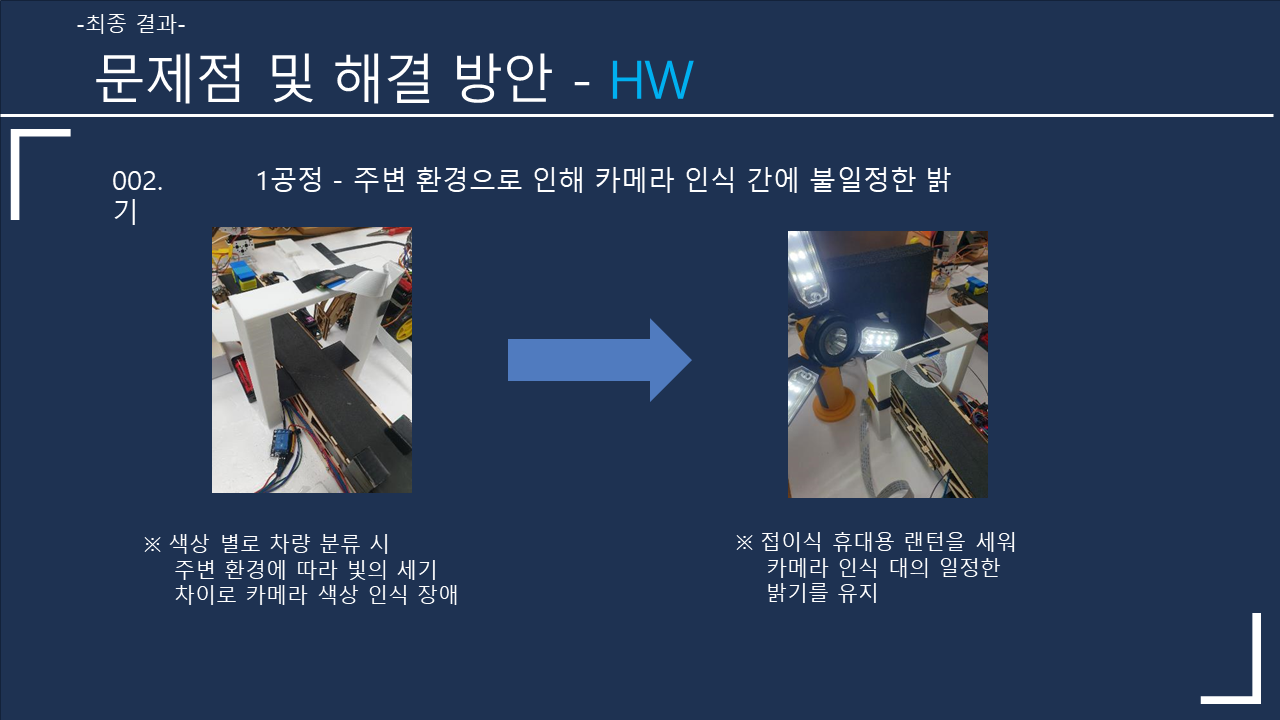 -최종 결과-
문제점 및 해결 방안 - HW
002. 1공정 - 주변 환경으로 인해 카메라 인식 간에 불일정한 밝
기
※ 색상 별로 차량 분류 시
주변 환경에 따라 빛의 세기
차이로 카메라 색상 인식 장애
※ 접이식 휴대용 랜턴을 세워
카메라 인식 대의 일정한
밝기를 유지